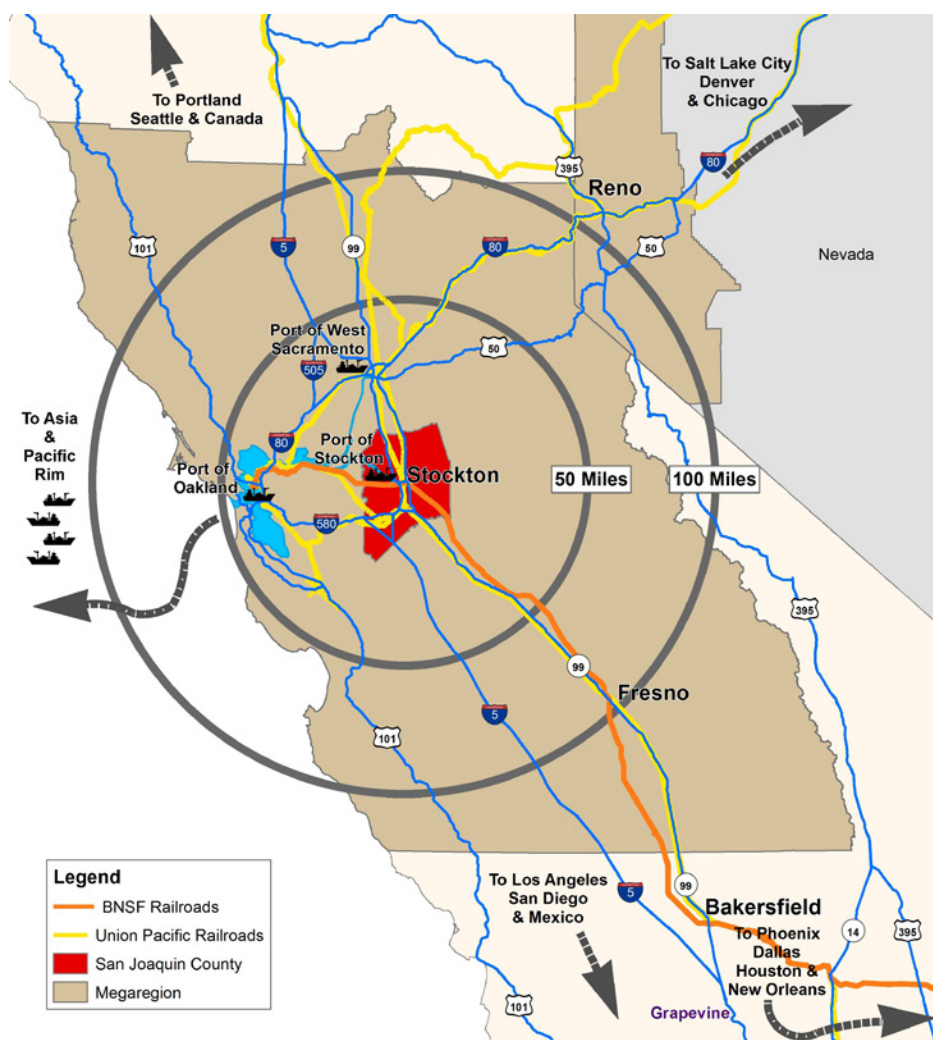 To Portland
Seattle & Canada
To Salt Lake City
Denver
& Chicago
80
395
Reno
101
5
99
80
50
Nevada
Port of West
Sacramento
50
505
To Asia
&
Pacific
Rim
80
Port of
Stockton
Port of
Oakland
Stockton
50 Miles
100 Miles
580
395
99
Fresno
5
101
Legend
BNSF Railroads
Union Pacific Railroads
San Joaquin County
Megaregion
To Los Angeles
San Diego
& Mexico
5
99
Bakersfield
To Phoenix
Dallas
Houston &
New Orleans
14
395
101
Grapevine